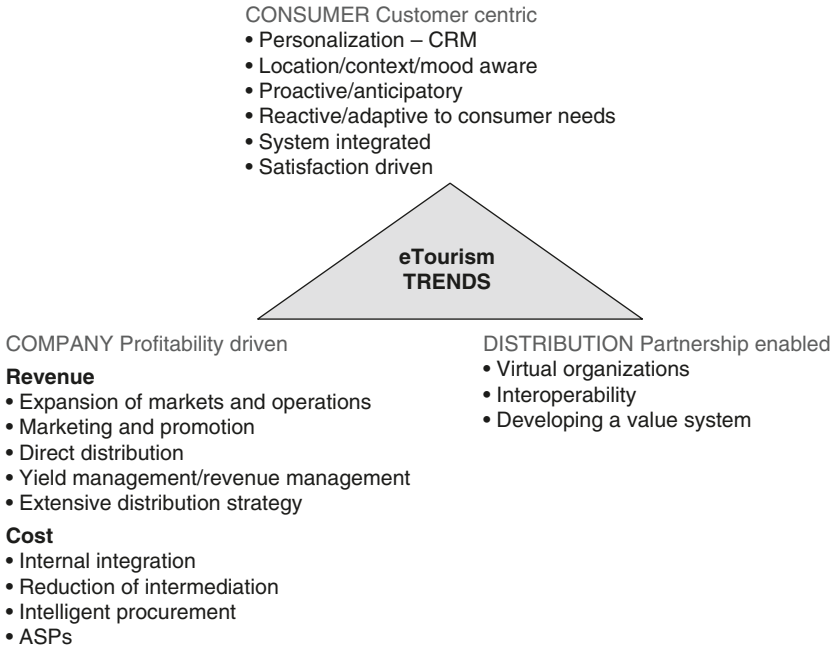 CONSUMER Customer centric
• Personalization – CRM
• Location/context/mood aware
• Proactive/anticipatory
• Reactive/adaptive to consumer needs
• System integrated
• Satisfaction driven
eTourism
TRENDS
COMPANY Profitability driven
Revenue
• Expansion of markets and operations
• Marketing and promotion
• Direct distribution
• Yield management/revenue management
• Extensive distribution strategy
Cost
• Internal integration
• Reduction of intermediation
• Intelligent procurement
• ASPs
DISTRIBUTION Partnership enabled
• Virtual organizations
• Interoperability
• Developing a value system